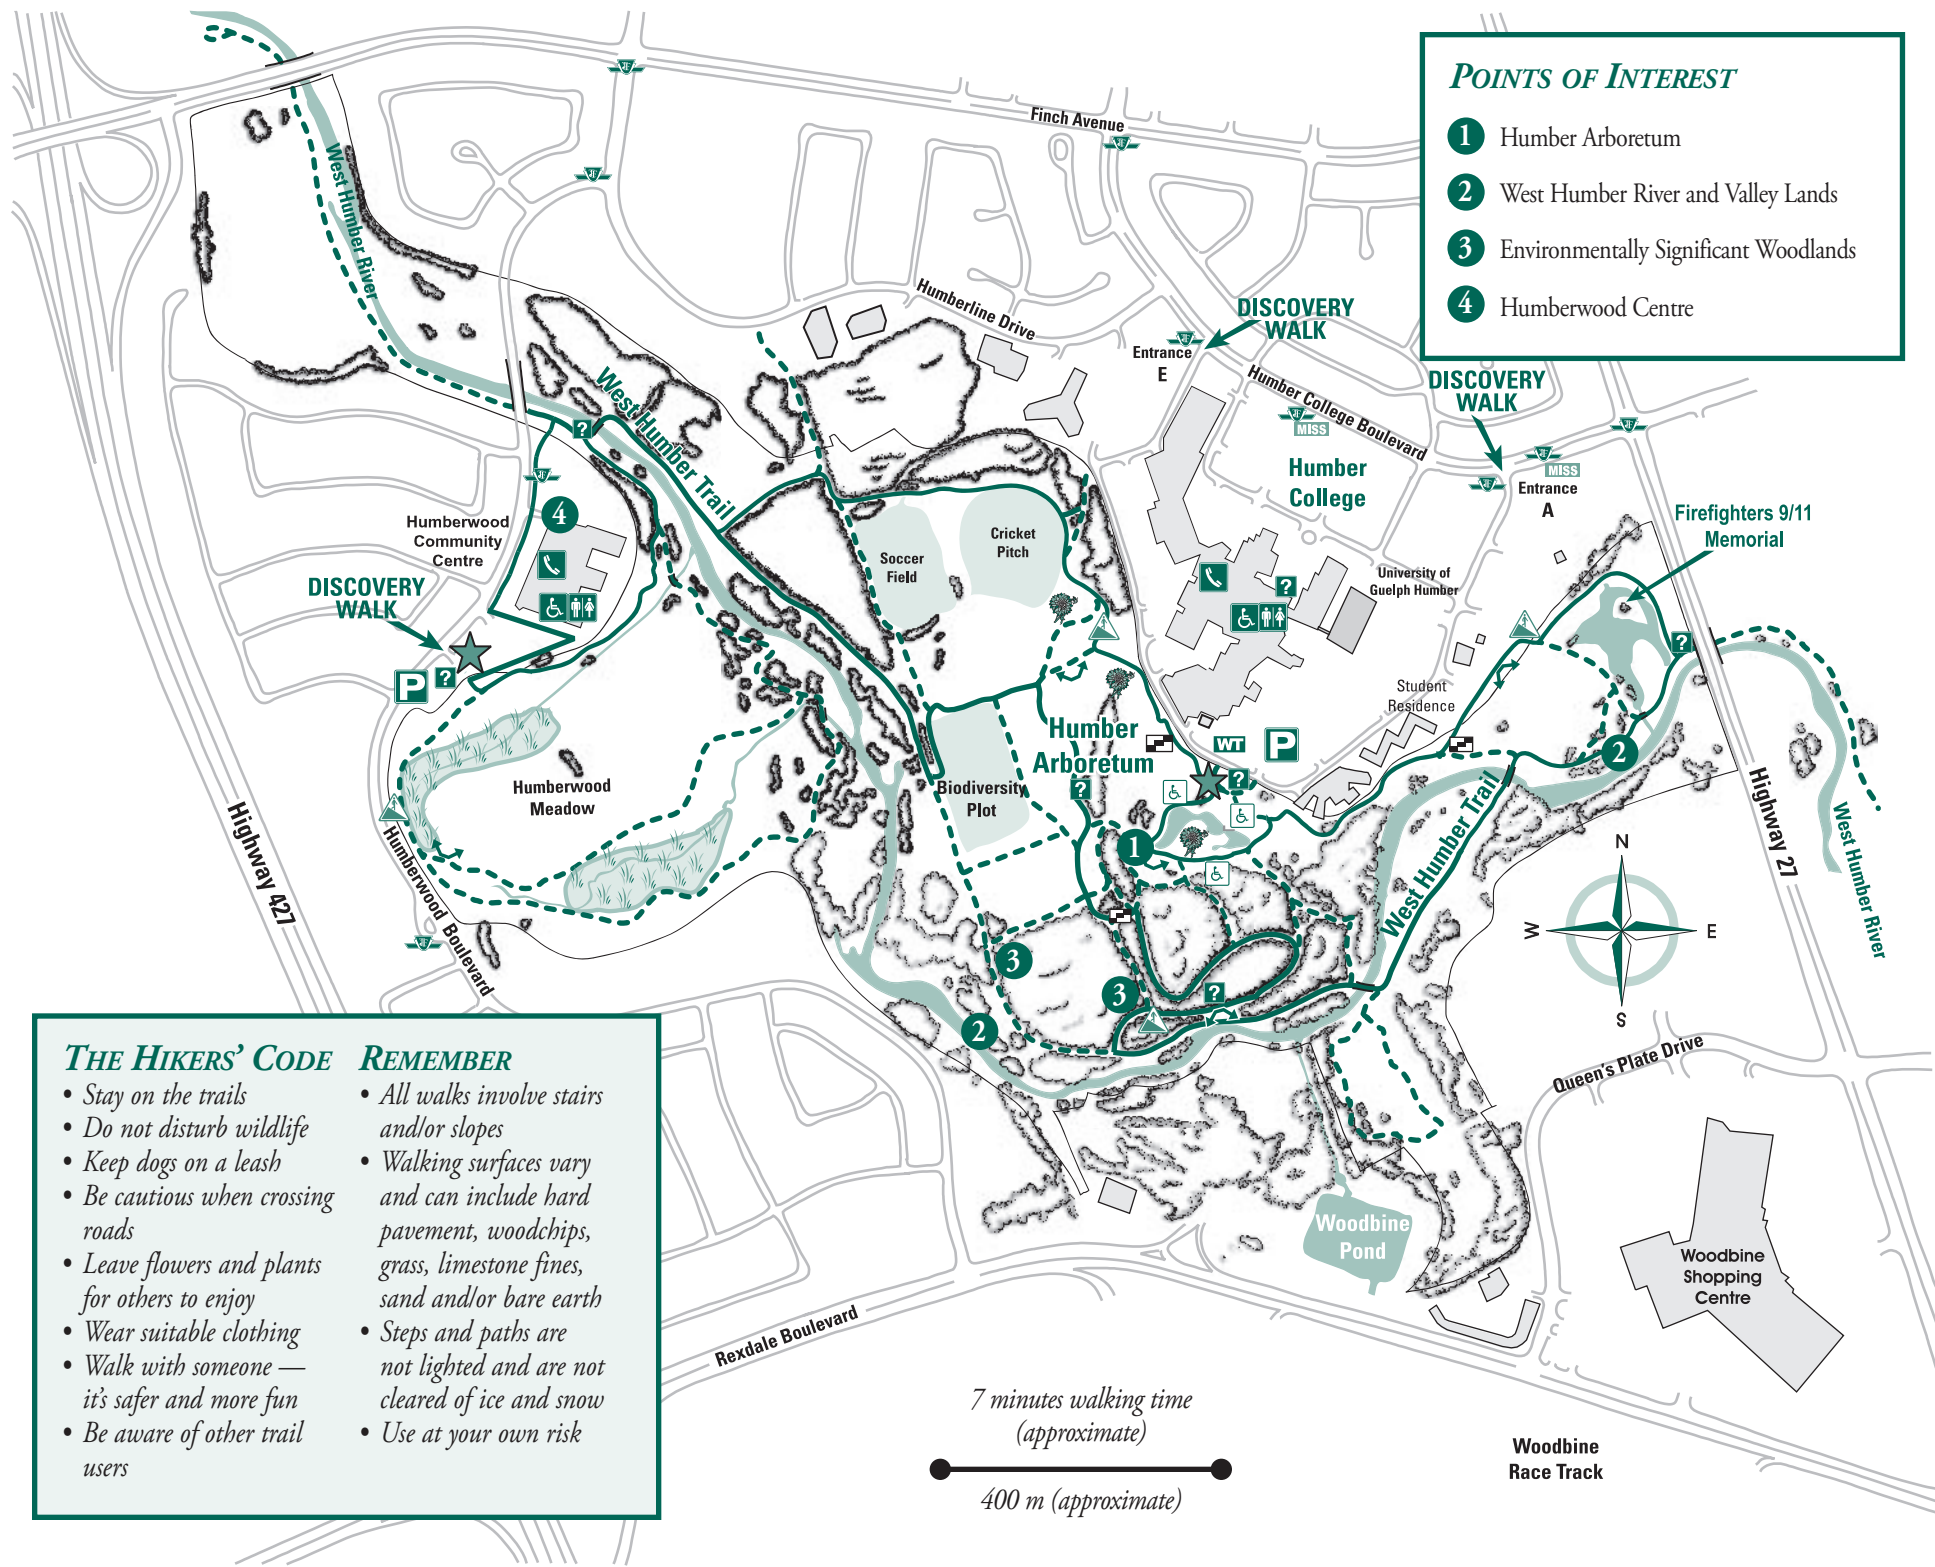 POINTS OF INTEREST
1 Humber Arboretum
2 West Humber River and Valley Lands
3 Environmentally Significant Woodlands
4 Humberwood Centre
Finch Avenue
West Humber River
Humberline Drive
DISCOVERY
WALK
Entrance
E
Humber College Boulevard
MISS
DISCOVERY
WALK
MISS
Entrance
A
Humber
College
West Humber Trail
Firefighters 9/11
Memorial
4
Humberwood
Community
Centre
Soccer
Field
Cricket
Pitch
University of
Guelph Humber
DISCOVERY
WALK
P
?
?
?
?
Student
Residence
Humber
Arboretum
WT
P
?
?
?
1
2
2
3
3
Humberwood
Meadow
Biodiversity
Plot
West Humber Trail
Highway 427
Humberwood Boulevard
Highway 27
West Humber River
N
W
E
S
Queen's Plate Drive
Woodbine
Pond
Woodbine
Shopping
Centre
Rexdale Boulevard
Woodbine
Race Track
THE HIKERS’ CODE
• Stay on the trails
• Do not disturb wildlife
• Keep dogs on a leash
• Be cautious when crossing
roads
• Leave flowers and plants
for others to enjoy
• Wear suitable clothing
• Walk with someone —
it’s safer and more fun
• Be aware of other trail
users
REMEMBER
• All walks involve stairs
and/or slopes
• Walking surfaces vary
and can include hard
pavement, woodchips,
grass, limestone fines,
sand and/or bare earth
• Steps and paths are
not lighted and are not
cleared of ice and snow
• Use at your own risk
7 minutes walking time
(approximate)
400 m (approximate)